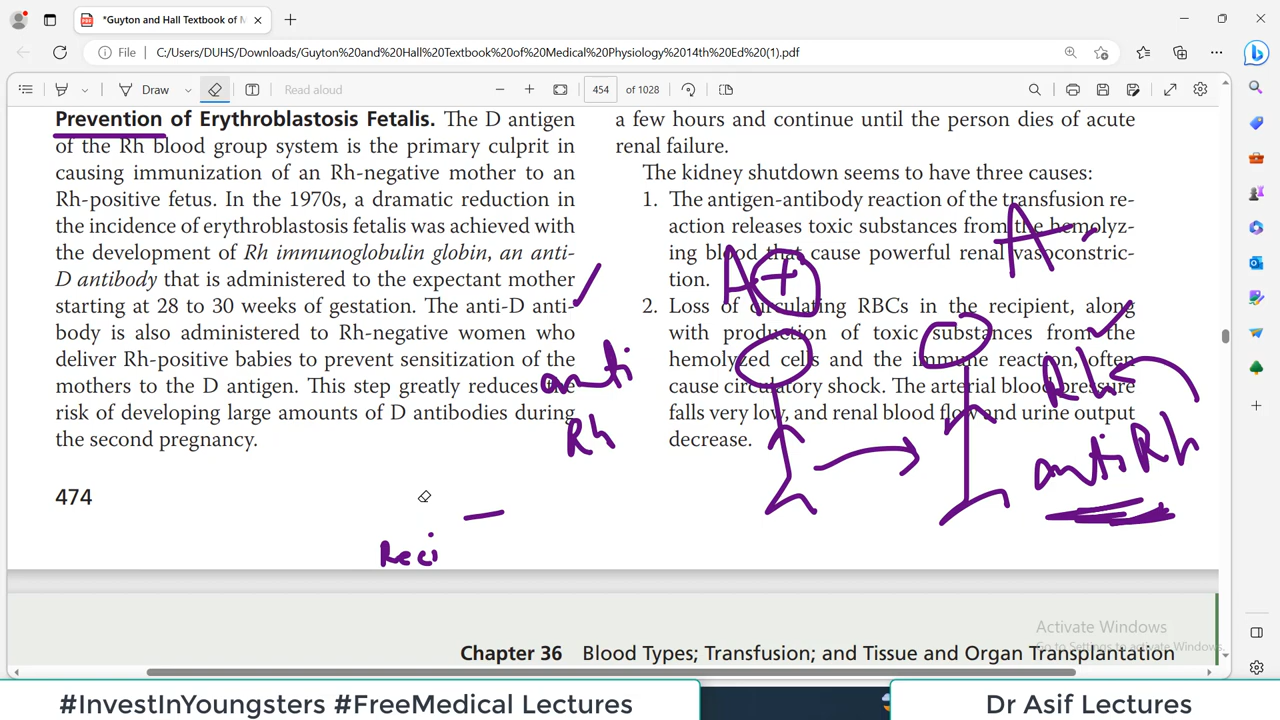 *Guyton and Hall Textbook of M
File
C:/Users/DUHS/Downloads/Guyton%20and%20Hall%20Textbook%20of%20Medical%20Physiology%2014th%20Ed%20(1).pdf
Draw
Read aloud
454 of 1028
Prevention of Erythroblastosis Fetalis. The D antigen
of the Rh blood group system is the primary culprit in
causing immunization of an Rh-negative mother to an
Rh-positive fetus. In the 1970s, a dramatic reduction in
the incidence of erythroblastosis fetalis was achieved with
the development of Rh immunoglobulin globin, an anti-
D antibody that is administered to the expectant mother
starting at 28 to 30 weeks of gestation. The anti-D anti-
body is also administered to Rh-negative women who
deliver Rh-positive babies to prevent sensitization of the
mothers to the D antigen. This step greatly reduces the
risk of developing large amounts of D antibodies during
the second pregnancy.
anti
Rh
474
Reci
a few hours and continue until the person dies of acute
renal failure.
The kidney shutdown seems to have three causes:
1. The antigen-antibody reaction of the transfusion re-
action releases toxic substances from the hemolyz-
ing blood that cause powerful renal vasoconstric-
tion.
2. Loss of circulating RBCs in the recipient, along
with production of toxic substances from the
hemolyzed cells and the immune reaction, often
cause circulatory shock. The arterial blood pressure
falls very low, and renal blood flow and urine output
decrease.
A+
A-
Rh
antiRh
Chapter 36 Blood Types; Transfusion; and Tissue and Organ Transplantation
Activate Windows
Go to Settings to activate Windows.
#InvestInYoungsters #FreeMedical Lectures
Dr Asif Lectures